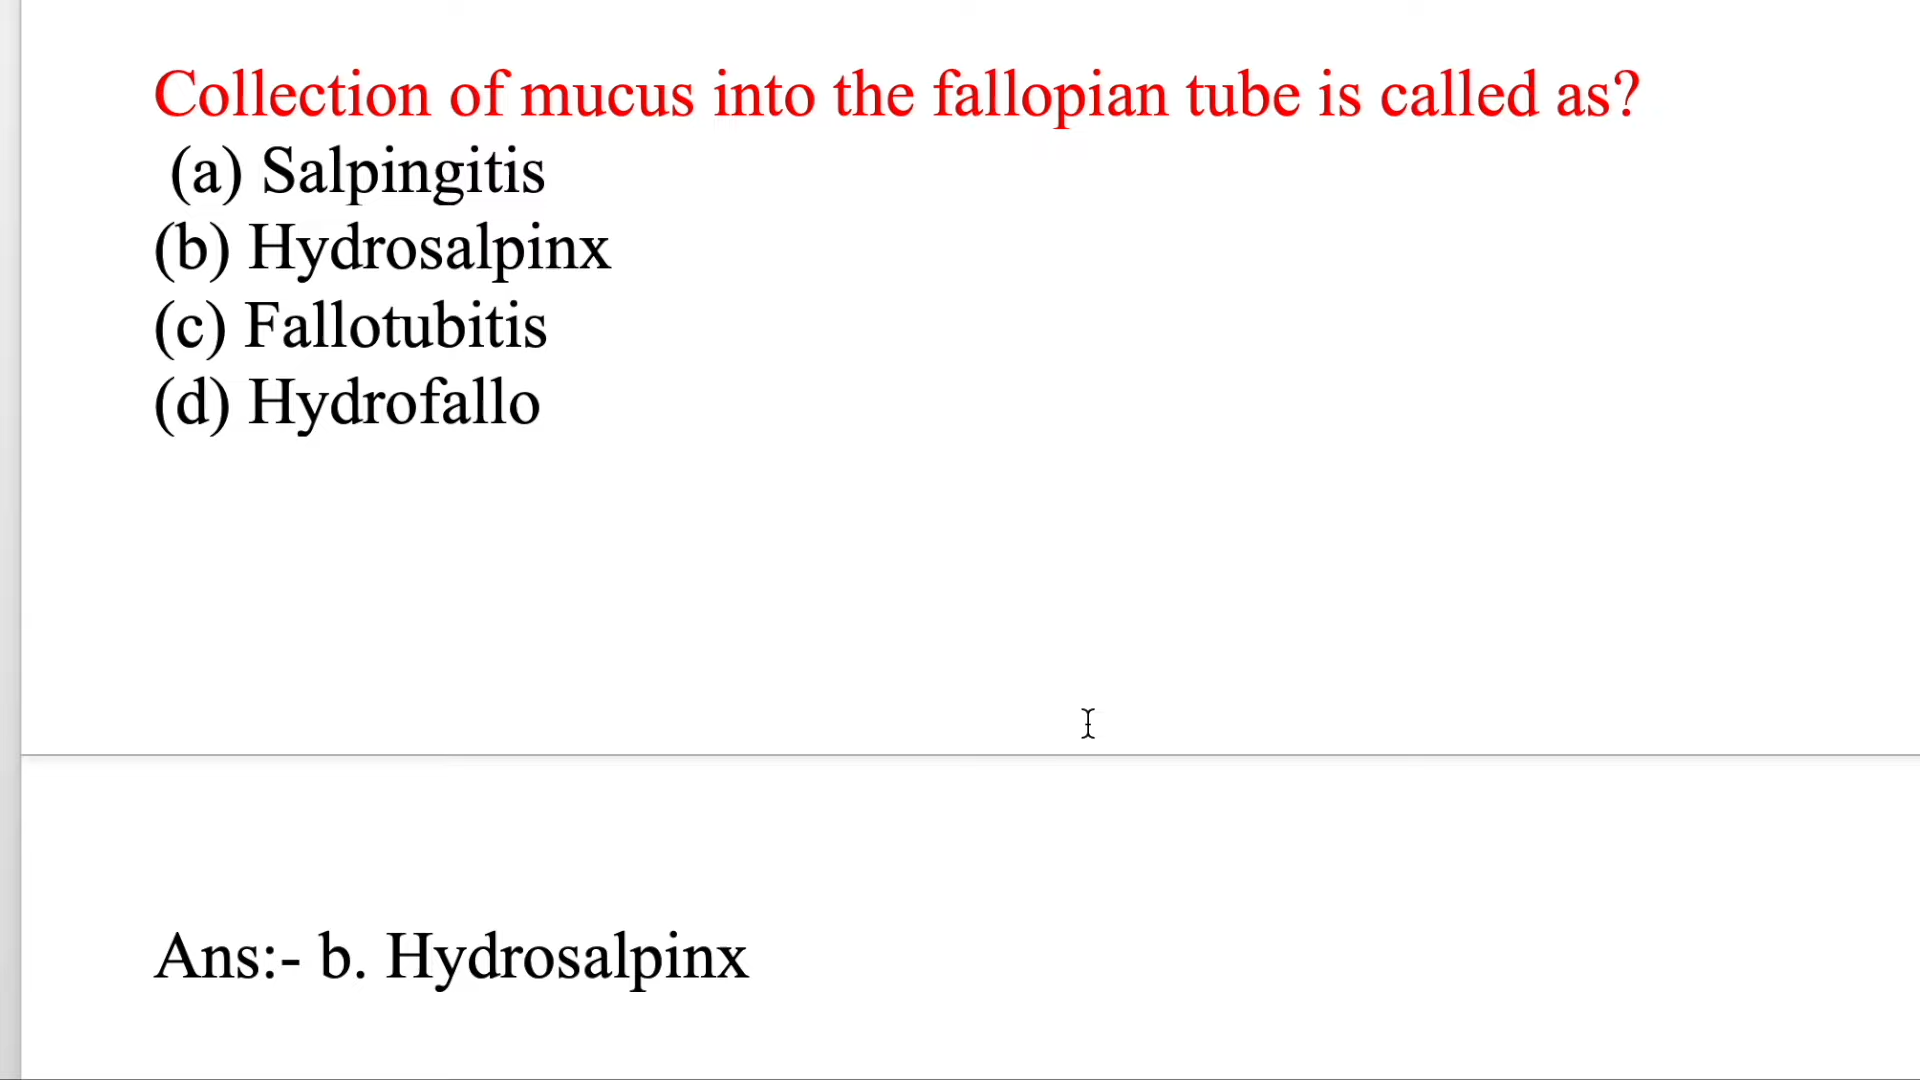 Collection of mucus into the fallopian tube is called as?
(a) Salpingitis
(b) Hydrosalpinx
(c) Fallotubitis
(d) Hydrofallo
Ans:- b. Hydrosalpinx